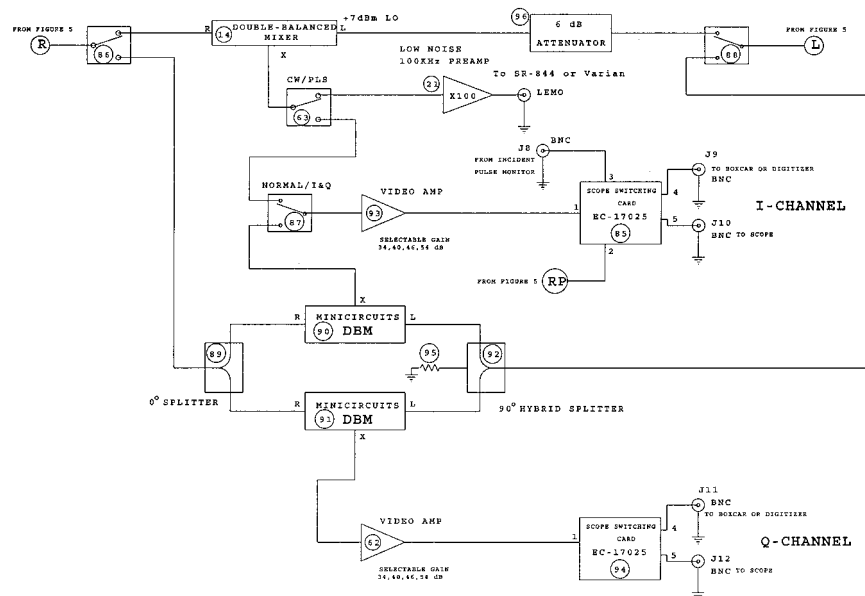 FROM FIGURE 5
R
86
R
DOUBLE-BALANCED
MIXER
14
L
+7dBm LO
X
96
6 dB
ATTENUATOR
88
FROM FIGURE 5
L
LOW NOISE
100KHz PREAMP
CW/PLS
63
21
X100
To SR-844 or Varian
LEMO
J8
BNC
FROM INCIDENT
PULSE MONITOR
J9
TO BOXCAR OR DIGITIZER
BNC
3
4
SCOPE SWITCHING
CARD
EC-17025
85
1
5
2
J10
BNC TO SCOPE
I-CHANNEL
NORMAL/I&Q
87
VIDEO AMP
93
SELECTABLE GAIN
34,40,46,54 dB
FROM FIGURE 5
RP
X
R
MINICIRCUITS
DBM
90
L
89
95
92
0° SPLITTER
R
MINICIRCUITS
DBM
91
L
X
90° HYBRID SPLITTER
VIDEO AMP
62
SELECTABLE GAIN
34,40,46,54 dB
1
SCOPE SWITCHING
CARD
EC-17025
94
4
5
J11
BNC
TO BOXCAR OR DIGITIZER
J12
BNC TO SCOPE
Q-CHANNEL